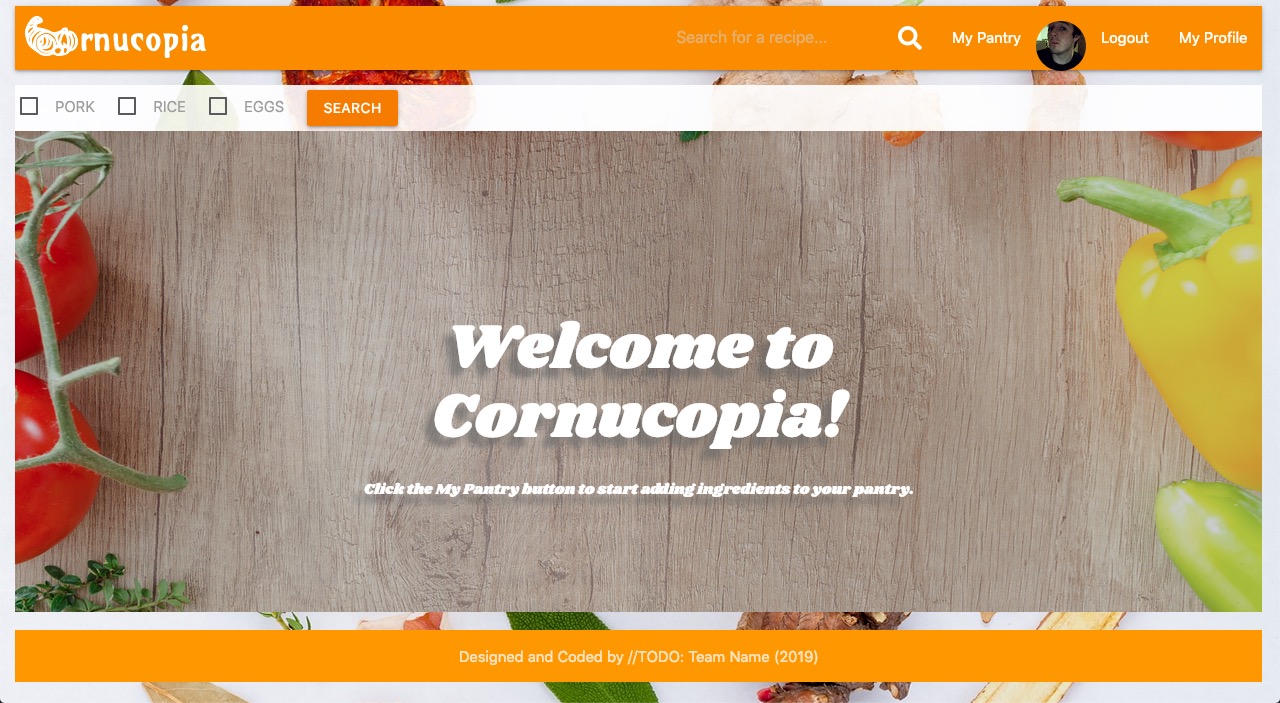 Cornucopia
Search for a recipe...
My Pantry
Logout
My Profile
PORK
RICE
EGGS
SEARCH
Welcome to
Cornucopia!
Click the My Pantry button to start adding ingredients to your pantry.
Designed and Coded by //TODO: Team Name (2019)